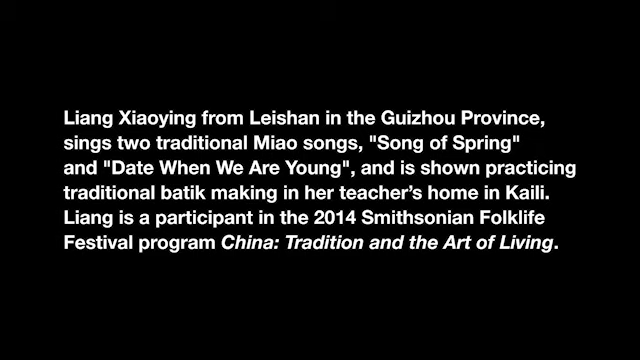 Liang Xiaoying from Leishan in the Guizhou Province,
sings two traditional Miao songs, "Song of Spring"
and "Date When We Are Young", and is shown practicing
traditional batik making in her teacher’s home in Kaili.
Liang is a participant in the 2014 Smithsonian Folklife
Festival program China: Tradition and the Art of Living.